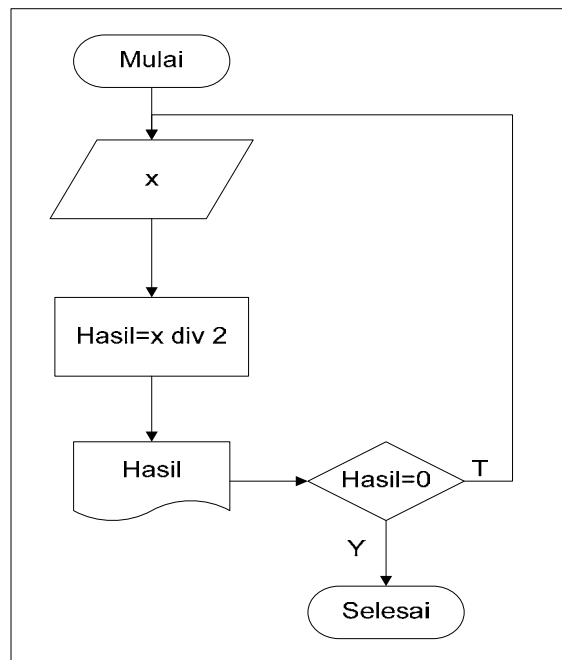 Mulai
x
Hasil=x div 2
Hasil
Hasil=0
T
Y
Selesai